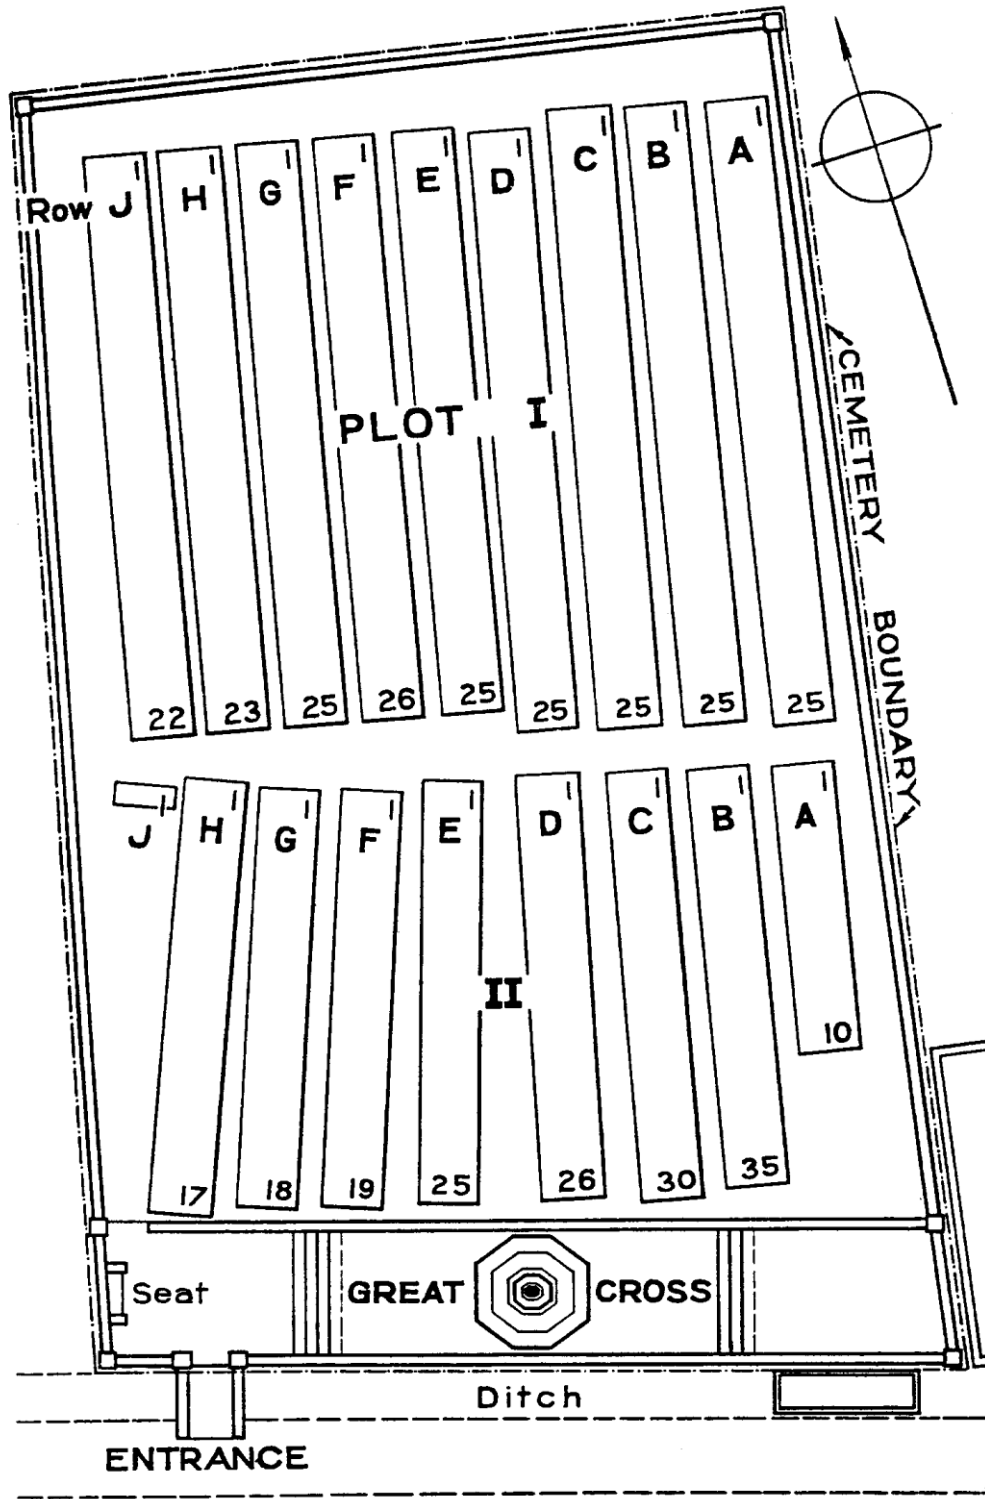 Row J H G F E D C B A
I I I I I I I I I
PLOT I
CEMETERY BOUNDARY
22 23 25 26 25 25 25 25 25
I I I I I I I I I
J H G F E D C B A
II
10
17 18 19 25 26 30 35
Seat
GREAT CROSS
Ditch
ENTRANCE